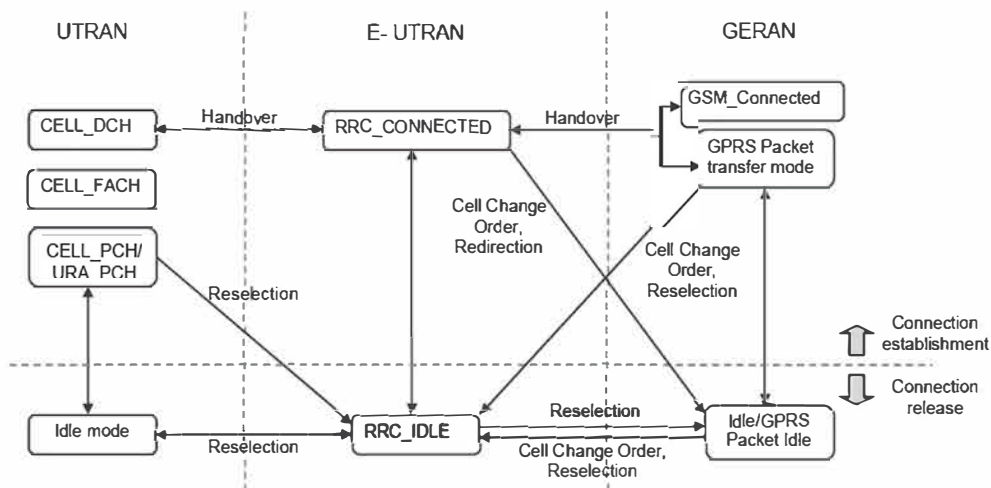 UTRAN
E- UTRAN
GERAN
CELL_DCH
Handover
RRC_CONNECTED
Handover
GSM_Connected
GPRS Packet
transfer mode
CELL_FACH
CELL_PCH/
URA_PCH
Reselection
Cell Change
Order,
Redirection
Cell Change
Order,
Reselection
Connection
establishment
Connection
release
Idle mode
Reselection
RRC_IDLE
Reselection
Cell Change Order,
Reselection
Idle/GPRS
Packet Idle